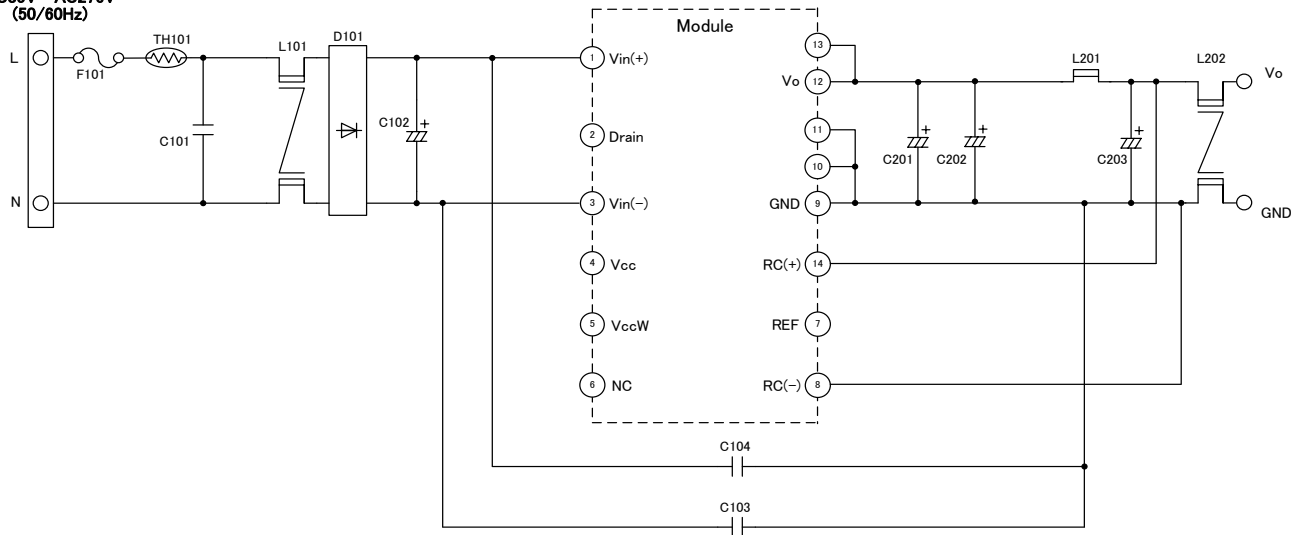 (50/60Hz)
Module
L
F101
TH101
C101
L101
D101
C102
N
1 Vin(+)
2 Drain
3 Vin(-)
4 Vcc
5 VccW
6 NC
13
Vo 12
11
10
GND 9
RC(+) 14
REF 7
RC(-) 8
C201
C202
L201
C203
L202
Vo
GND
C104
C103